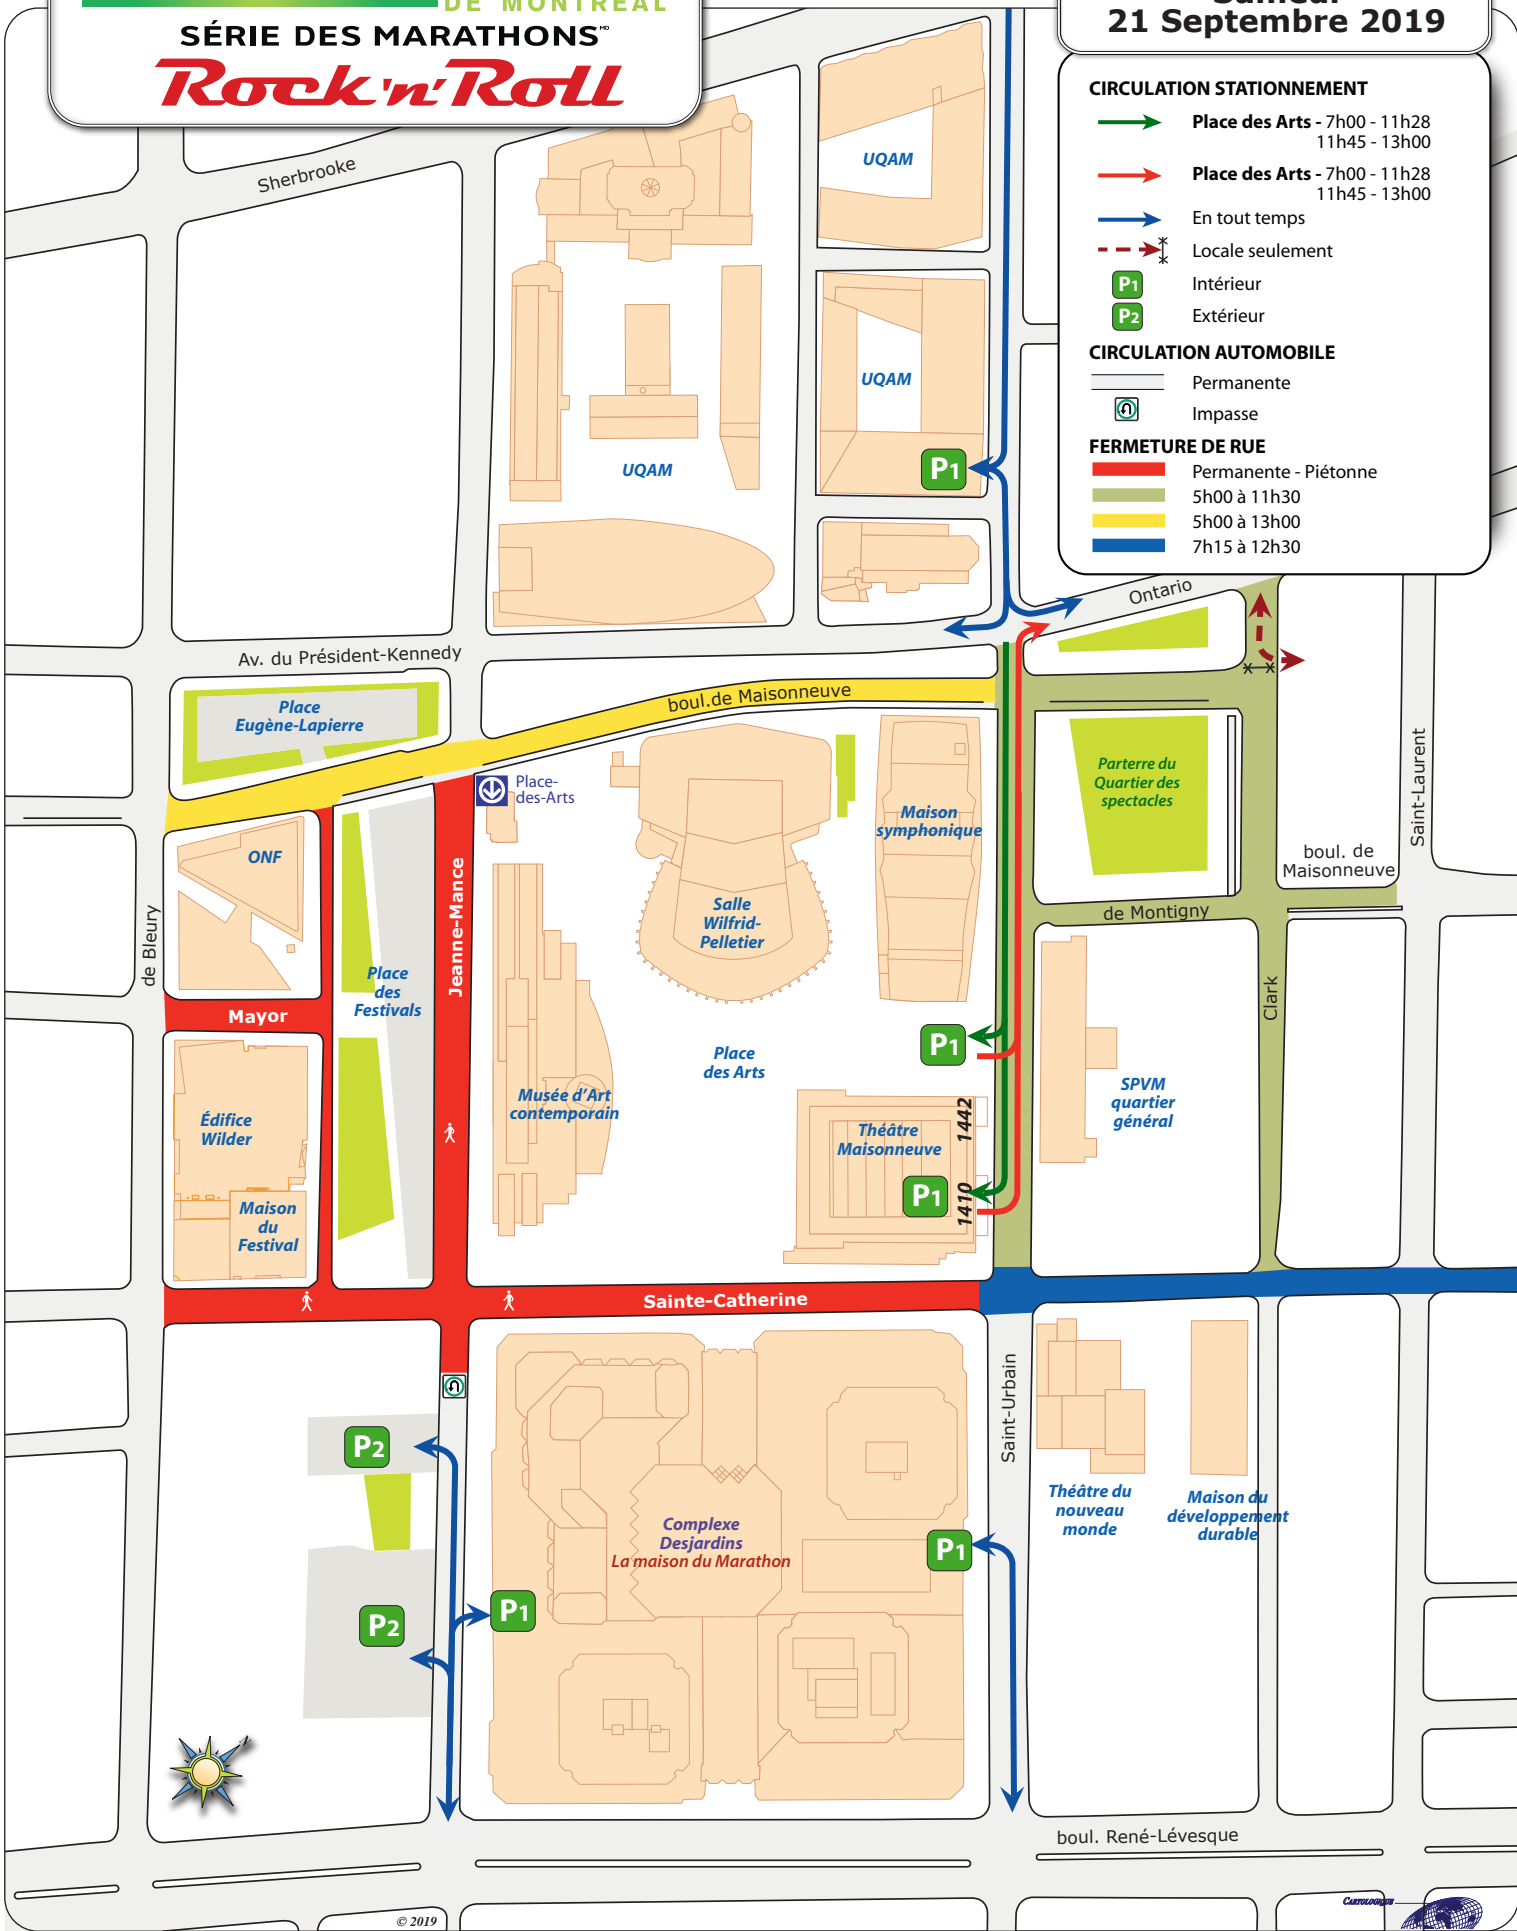 DE MONTRÉAL
SÉRIE DES MARATHONS MD
Rock 'n' Roll
Samedi
21 Septembre 2019
CIRCULATION STATIONNEMENT
Place des Arts - 7h00 - 11h28
11h45 - 13h00
Place des Arts - 7h00 - 11h28
11h45 - 13h00
En tout temps
Locale seulement
P1 Intérieur
P2 Extérieur
CIRCULATION AUTOMOBILE
Permanente
Impasse
FERMETURE DE RUE
Permanente - Piétonne
5h00 à 11h30
5h00 à 13h00
7h15 à 12h30
Sherbrooke
UQAM
UQAM
UQAM
P1
Ontario
Av. du Président-Kennedy
boul.de Maisonneuve
Place
Eugène-Lapierre
Place-
des-Arts
Parterre du
Quartier des
spectacles
Saint-Laurent
Maison
symphonique
ONF
boul. de
Maisonneuve
Jeanne-Mance
Salle
Wilfrid-
Pelletier
de Montigny
de Bleury
Place
des
Festivals
Clark
Mayor
P1
Place
des Arts
Musée d'Art
contemporain
SPVM
quartier
général
Édifice
Wilder
Théâtre
Maisonneuve
1442
P1
1410
Maison
du
Festival
Sainte-Catherine
Saint-Urbain
P2
Théâtre du
nouveau
monde
Maison du
développement
durable
Complexe
Desjardins
La maison du Marathon
P1
P1
P2
boul. René-Lévesque
Cartologique
© 2019